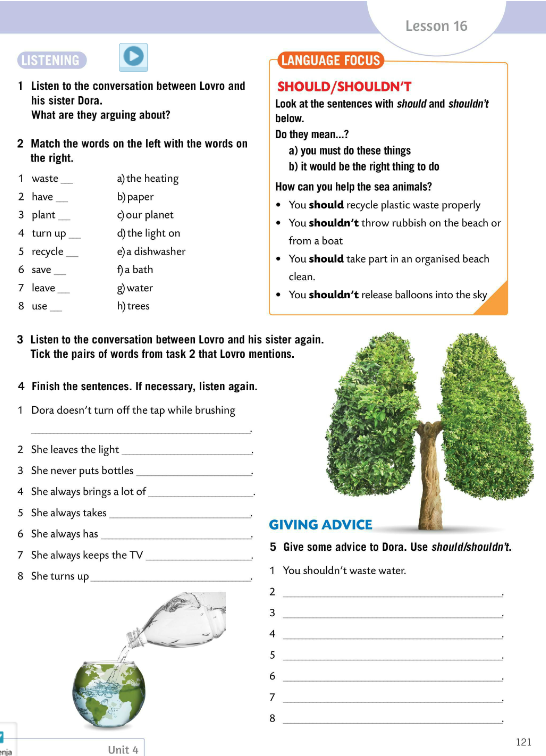 Lesson 16
LISTENING
1 Listen to the conversation between Lovro and
his sister Dora.
What are they arguing about?
2 Match the words on the left with the words on
the right.
1 waste __ a) the heating
2 have __ b) paper
3 plant __ c) our planet
4 turn up __ d) the light on
5 recycle __ e) a dishwasher
6 save __ f) a bath
7 leave __ g) water
8 use __ h) trees
LANGUAGE FOCUS
SHOULD/SHOULDN'T
Look at the sentences with should and shouldn't
below.
Do they mean...?
a) you must do these things
b) it would be the right thing to do
How can you help the sea animals?
• You should recycle plastic waste properly
• You shouldn't throw rubbish on the beach or
from a boat
• You should take part in an organised beach
clean.
• You shouldn't release balloons into the sky
3 Listen to the conversation between Lovro and his sister again.
Tick the pairs of words from task 2 that Lovro mentions.
4 Finish the sentences. If necessary, listen again.
1 Dora doesn't turn off the tap while brushing
____________________.
2 She leaves the light ____________________.
3 She never puts bottles ____________________.
4 She always brings a lot of ____________________.
5 She always takes ____________________.
6 She always has ____________________.
7 She always keeps the TV ____________________.
8 She turns up ____________________.
GIVING ADVICE
5 Give some advice to Dora. Use should/shouldn't.
1 You shouldn't waste water.
2 ____________________.
3 ____________________.
4 ____________________.
5 ____________________.
6 ____________________.
7 ____________________.
8 ____________________.
enja
Unit 4
121